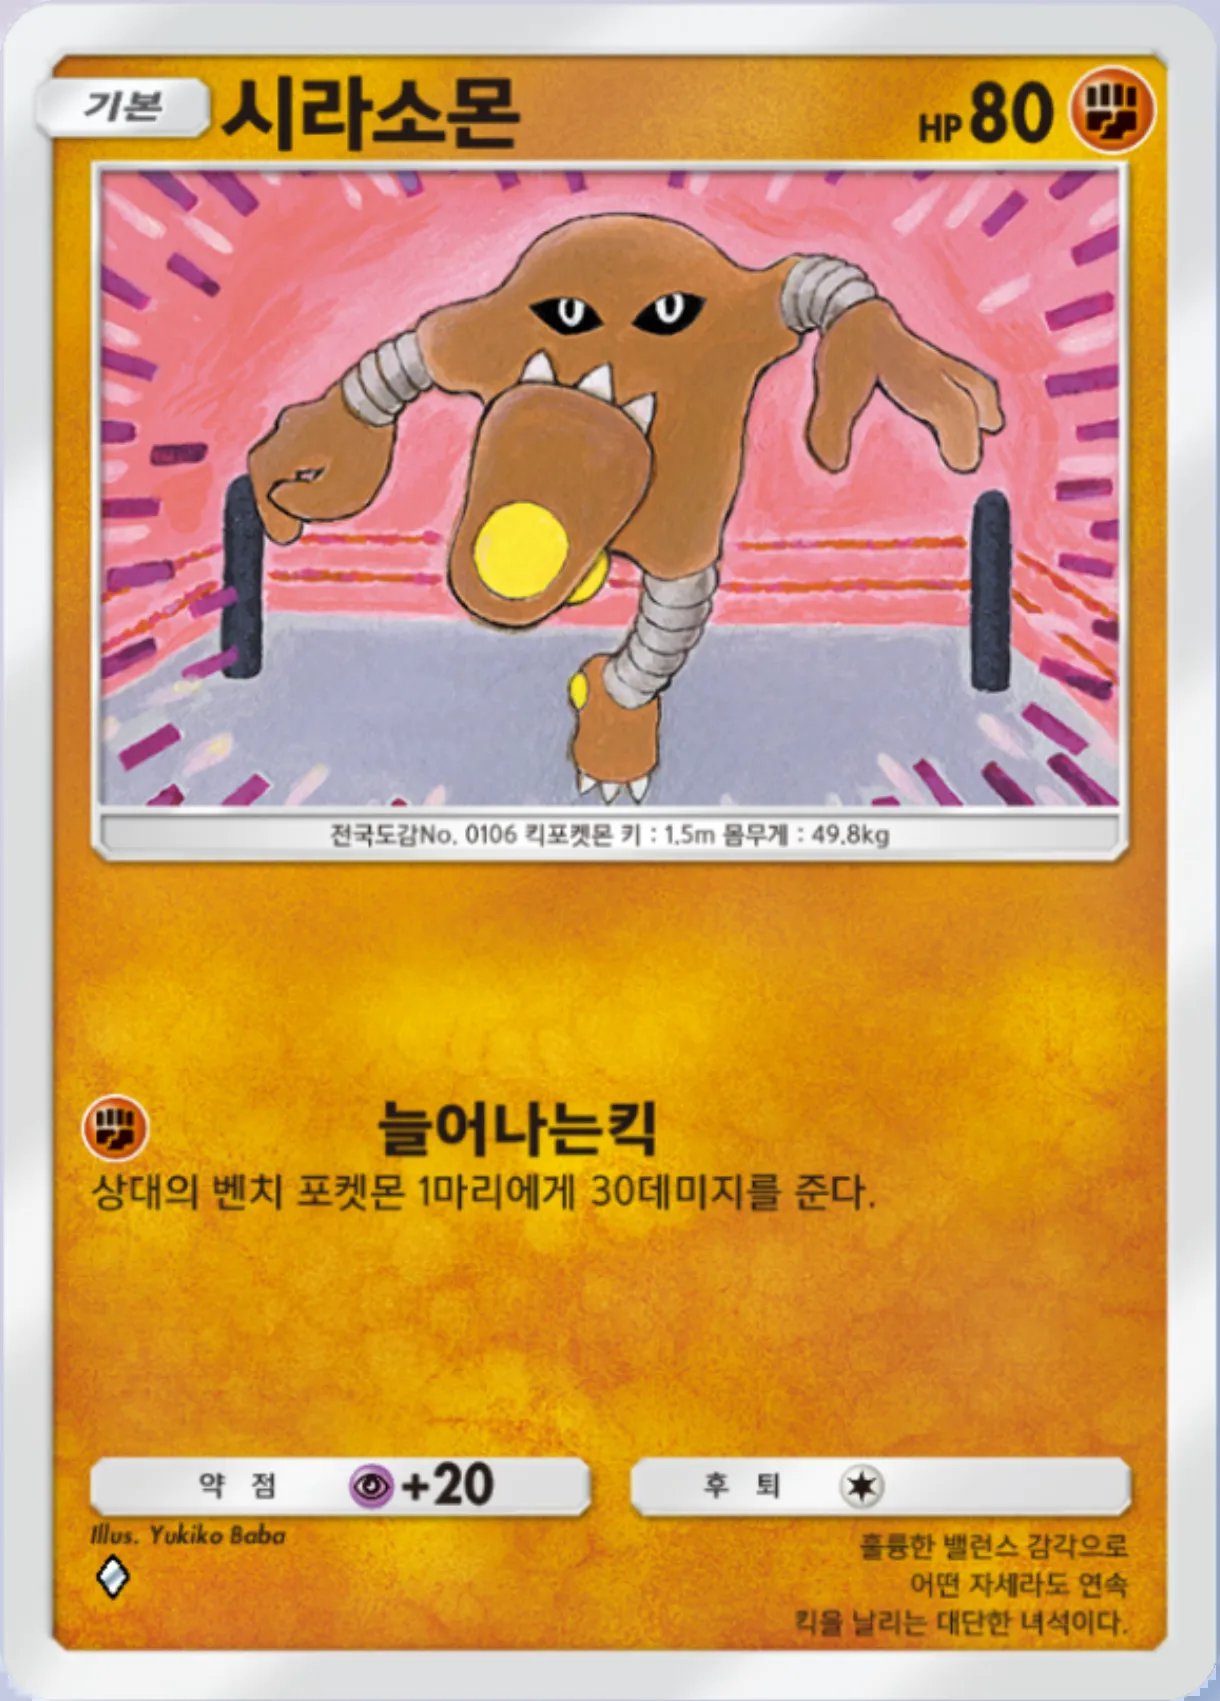 기본 시라소몬 HP 80
전국도감No. 0106 킥포켓몬 키 : 1.5m 몸무게 : 49.8kg
늘어나는킥
상대의 벤치 포켓몬 1마리에게 30데미지를 준다.
약 점 +20 후 퇴
Illus. Yukiko Baba
훌륭한 밸런스 감각으로
어떤 자세라도 연속
킥을 날리는 대단한 녀석이다.